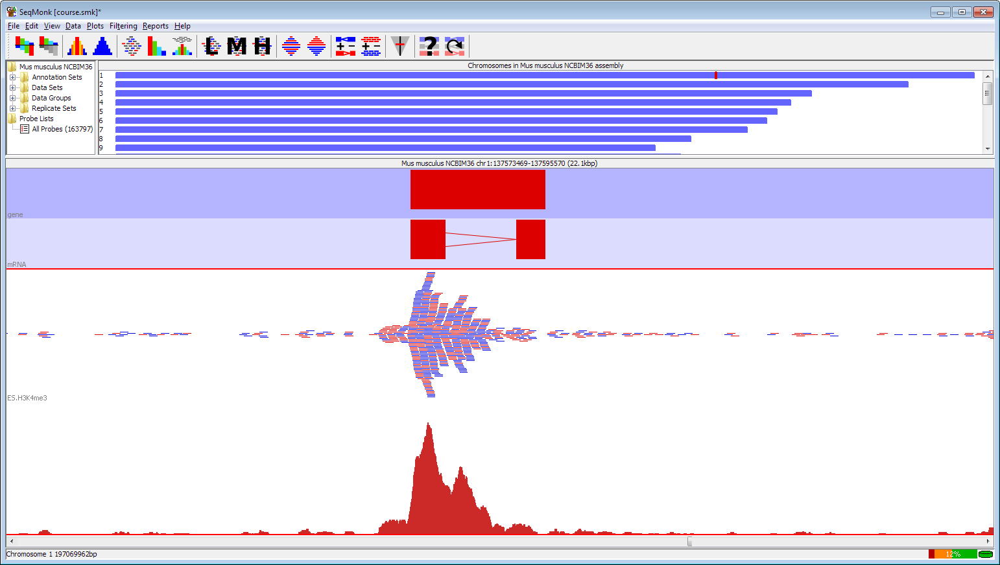 SeqMonk [course.smk]*
File Edit View Data Plots Filtering Reports Help
L M H ?
Mus musculus NCBIM36
Annotation Sets
Data Sets
Data Groups
Replicate Sets
Probe Lists
All Probes (163797)
Chromosomes in Mus musculus NCBIM36 assembly
1
2
3
4
5
6
7
8
9
Mus musculus NCBIM36 chr1:137573469-137595570 (22.1kbp)
gene
mRNA
ES.H3K4me3
Chromosome 1 197069962bp
12%